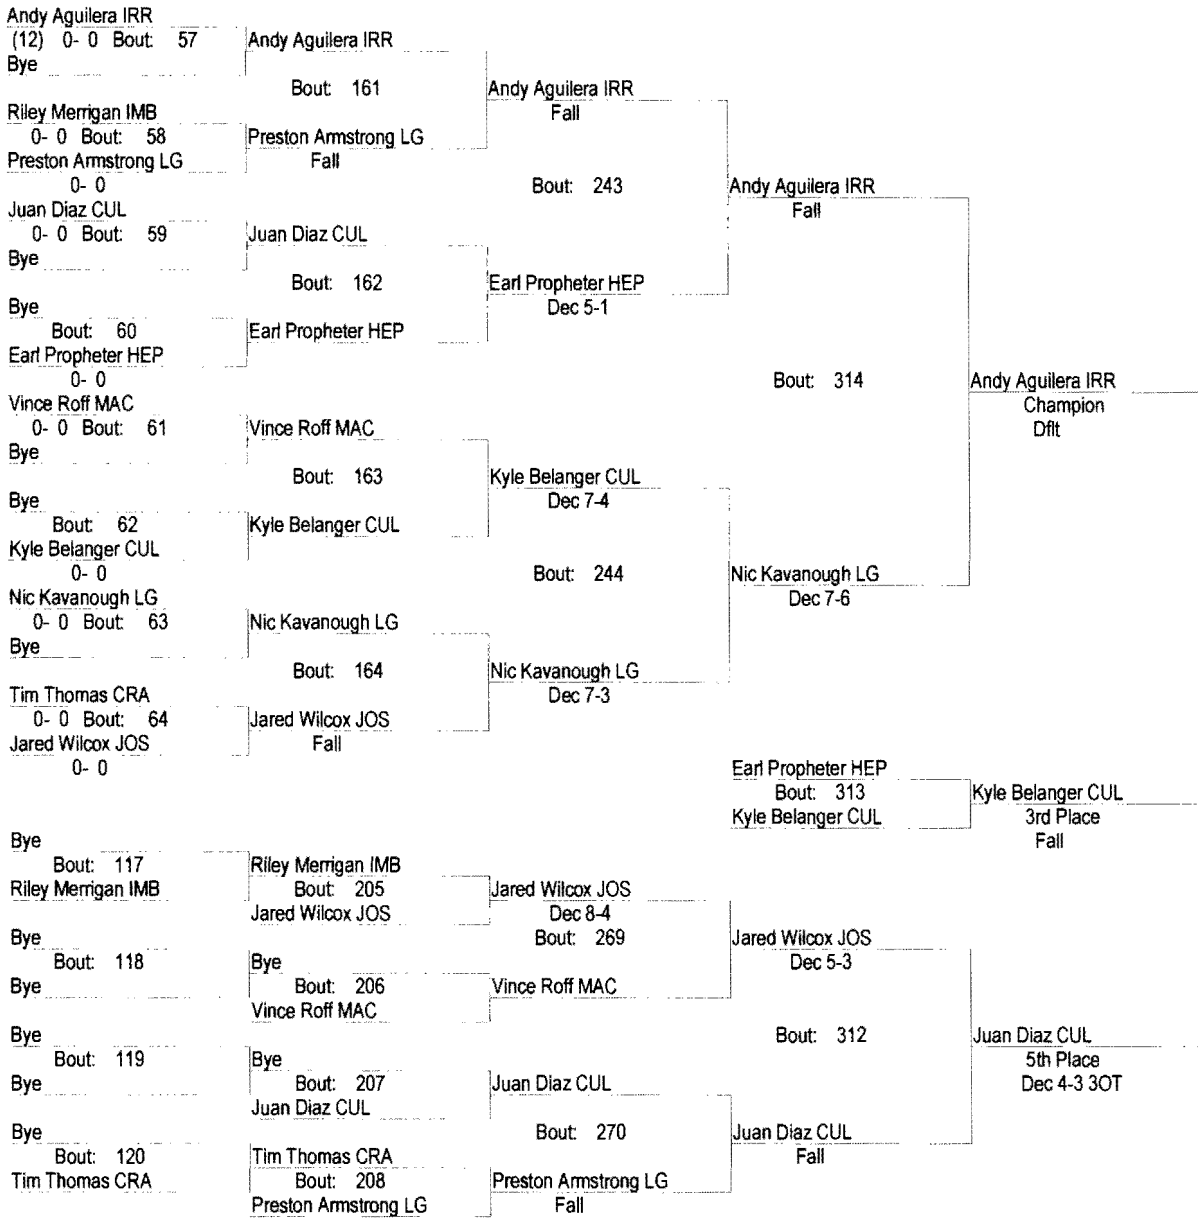 Andy Aguilera IRR
(12) 0- 0 Bout: 57
Bye
Andy Aguilera IRR
Bout: 161
Riley Merrigan IMB
0- 0 Bout: 58
Preston Armstrong LG
0- 0
Preston Armstrong LG
Fall
Andy Aguilera IRR
Fall
Bout: 243
Juan Diaz CUL
0- 0 Bout: 59
Bye
Juan Diaz CUL
Bout: 162
Bye
Bout: 60
Earl Propheter HEP
0- 0
Earl Propheter HEP
Earl Propheter HEP
Dec 5-1
Andy Aguilera IRR
Fall
Bout: 314
Vince Roff MAC
0- 0 Bout: 61
Bye
Vince Roff MAC
Bout: 163
Bye
Bout: 62
Kyle Belanger CUL
0- 0
Kyle Belanger CUL
Kyle Belanger CUL
Dec 7-4
Bout: 244
Nic Kavanough LG
0- 0 Bout: 63
Bye
Nic Kavanough LG
Bout: 164
Tim Thomas CRA
0- 0 Bout: 64
Jared Wilcox JOS
0- 0
Jared Wilcox JOS
Fall
Nic Kavanough LG
Dec 7-3
Nic Kavanough LG
Dec 7-6
Andy Aguilera IRR
Champion
Dflt
Earl Propheter HEP
Bout: 313
Kyle Belanger CUL
Kyle Belanger CUL
3rd Place
Fall
Bye
Bout: 117
Riley Merrigan IMB
Riley Merrigan IMB
Bout: 205
Jared Wilcox JOS
Jared Wilcox JOS
Dec 8-4
Bout: 269
Bye
Bout: 118
Bye
Bye
Bout: 206
Vince Roff MAC
Vince Roff MAC
Jared Wilcox JOS
Dec 5-3
Bout: 312
Bye
Bout: 119
Bye
Bye
Bout: 207
Juan Diaz CUL
Juan Diaz CUL
Bout: 270
Bye
Bout: 120
Tim Thomas CRA
Tim Thomas CRA
Bout: 208
Preston Armstrong LG
Preston Armstrong LG
Fall
Juan Diaz CUL
Fall
Juan Diaz CUL
5th Place
Dec 4-3 3OT